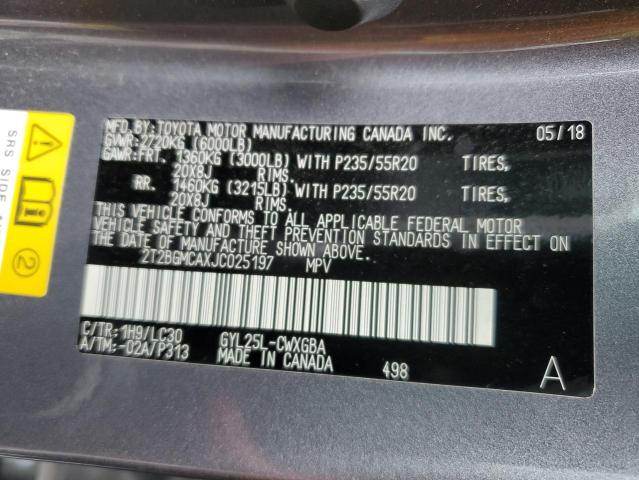 MFD.BY:TOYOTA MOTOR MANUFACTURING CANADA INC. 05/18
GVWR:2720KG (6000LB)
GAWR:FRT. 1360KG (3000LB) WITH P235/55R20 TIRES,
20X8J RIMS.
RR. 1460KG (3215LB) WITH P235/55R20 TIRES,
20X8J RIMS.
THIS VEHICLE CONFORMS TO ALL APPLICABLE FEDERAL MOTOR
VEHICLE SAFETY AND THEFT PREVENTION STANDARDS IN EFFECT ON
THE DATE OF MANUFACTURE SHOWN ABOVE.
2T2BGMCAXJC025197 MPV
C/TR:1H9/LC30 GYL25L-CWXGBA
A/TM:-02A/P313 MADE IN CANADA 498 A
SRS SIDE
2